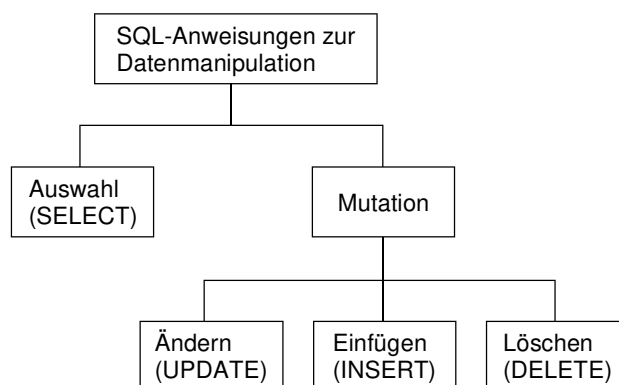 SQL-Anweisungen zur
Datenmanipulation
Auswahl
(SELECT)
Mutation
Ändern
(UPDATE)
Einfügen
(INSERT)
Löschen
(DELETE)